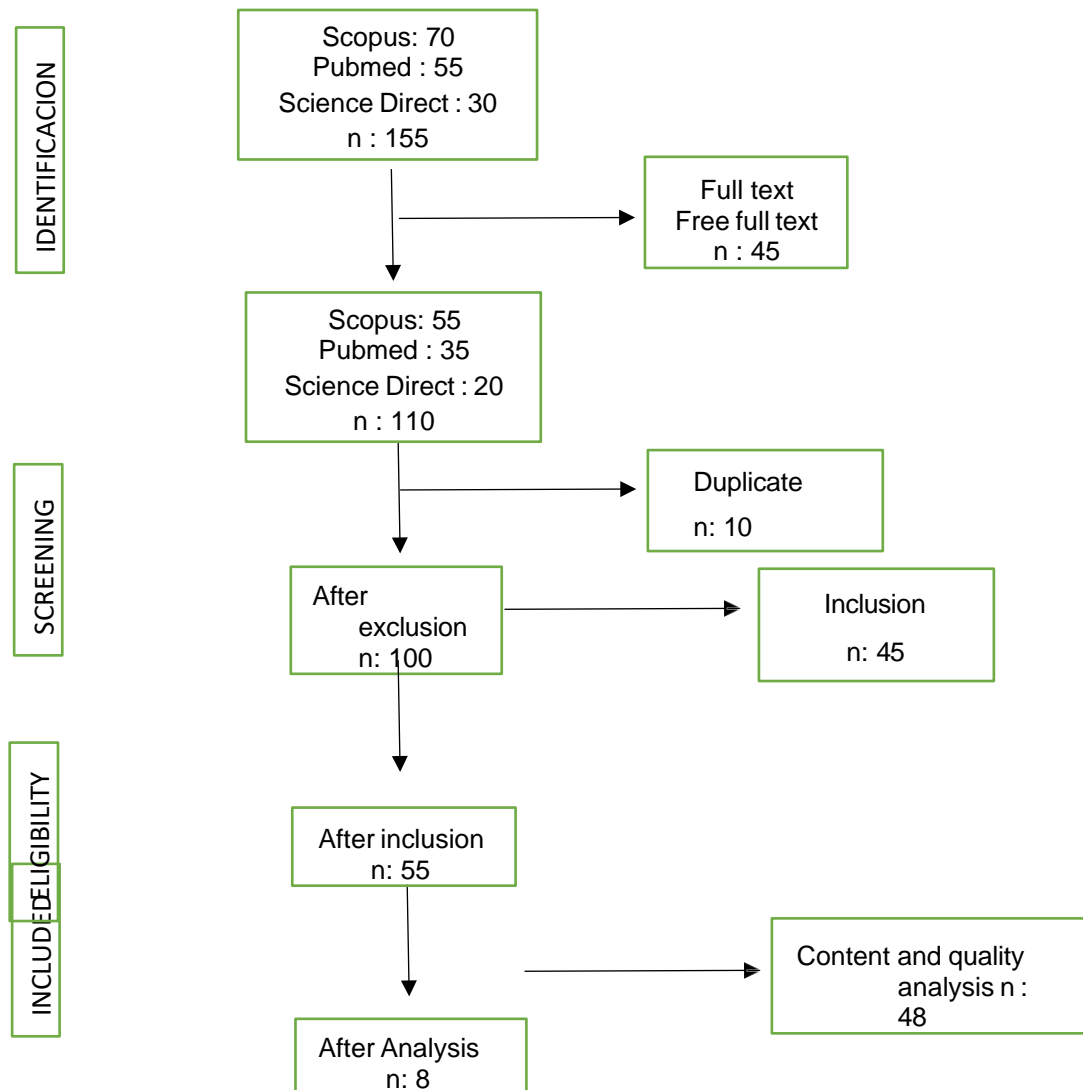 IDENTIFICACION
Scopus: 70
Pubmed : 55
Science Direct : 30
n : 155
Full text
Free full text
n : 45
Scopus: 55
Pubmed : 35
Science Direct : 20
n : 110
SCREENING
Duplicate
n: 10
After
exclusion
n: 100
Inclusion
n: 45
ELIGIBILITY
After inclusion
n: 55
INCLUDED
Content and quality
analysis n :
48
After Analysis
n: 8